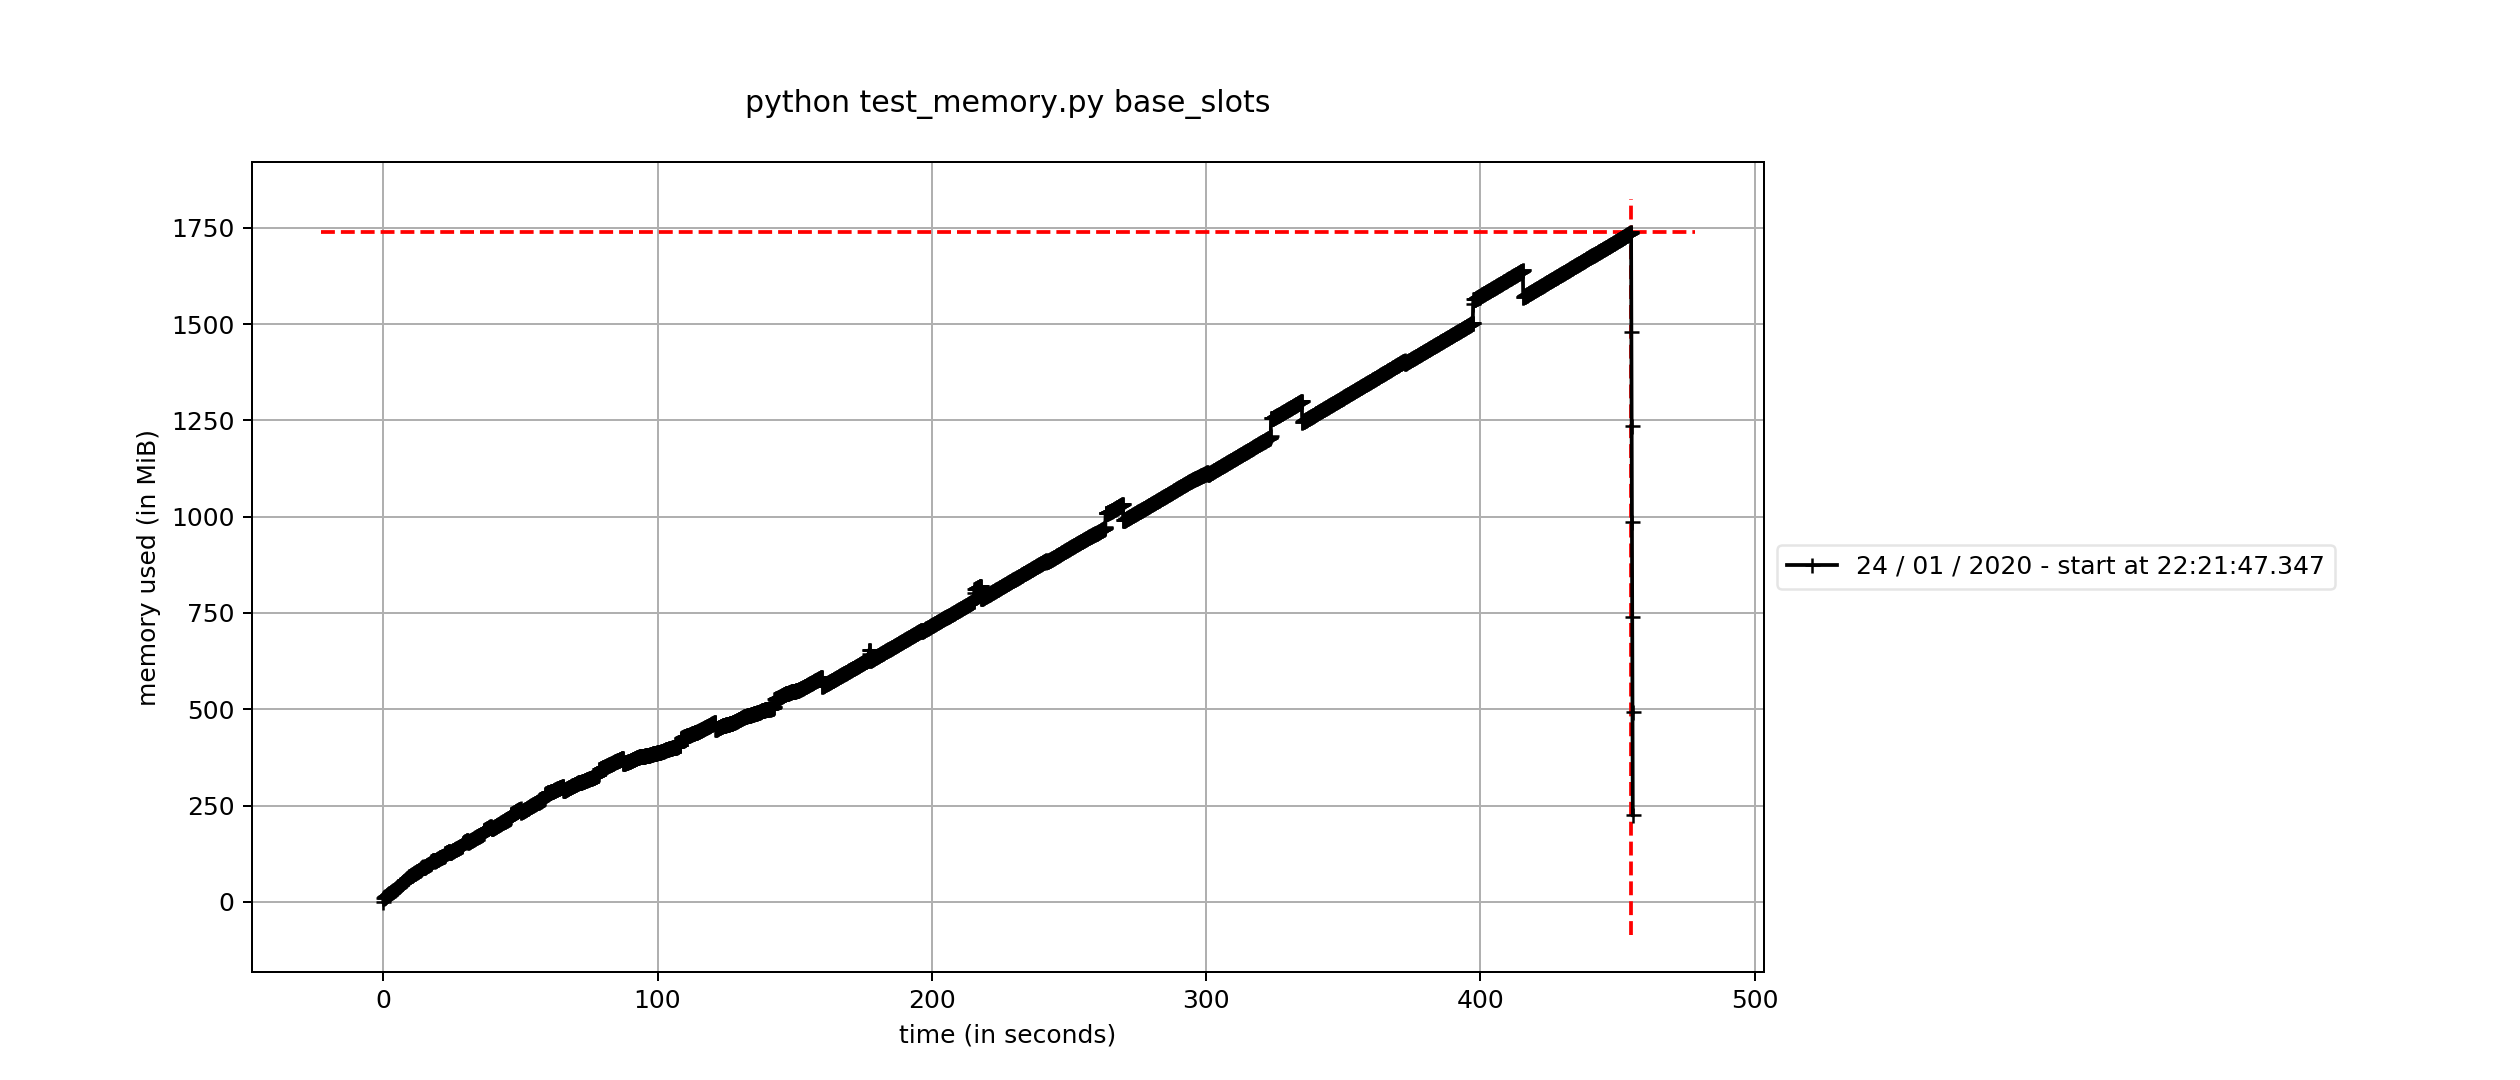 python test_memory.py base_slots
memory used (in MiB)
1750
1500
1250
1000
750
500
250
0
0 100 200 300 400 500
time (in seconds)
24 / 01 / 2020 - start at 22:21:47.347